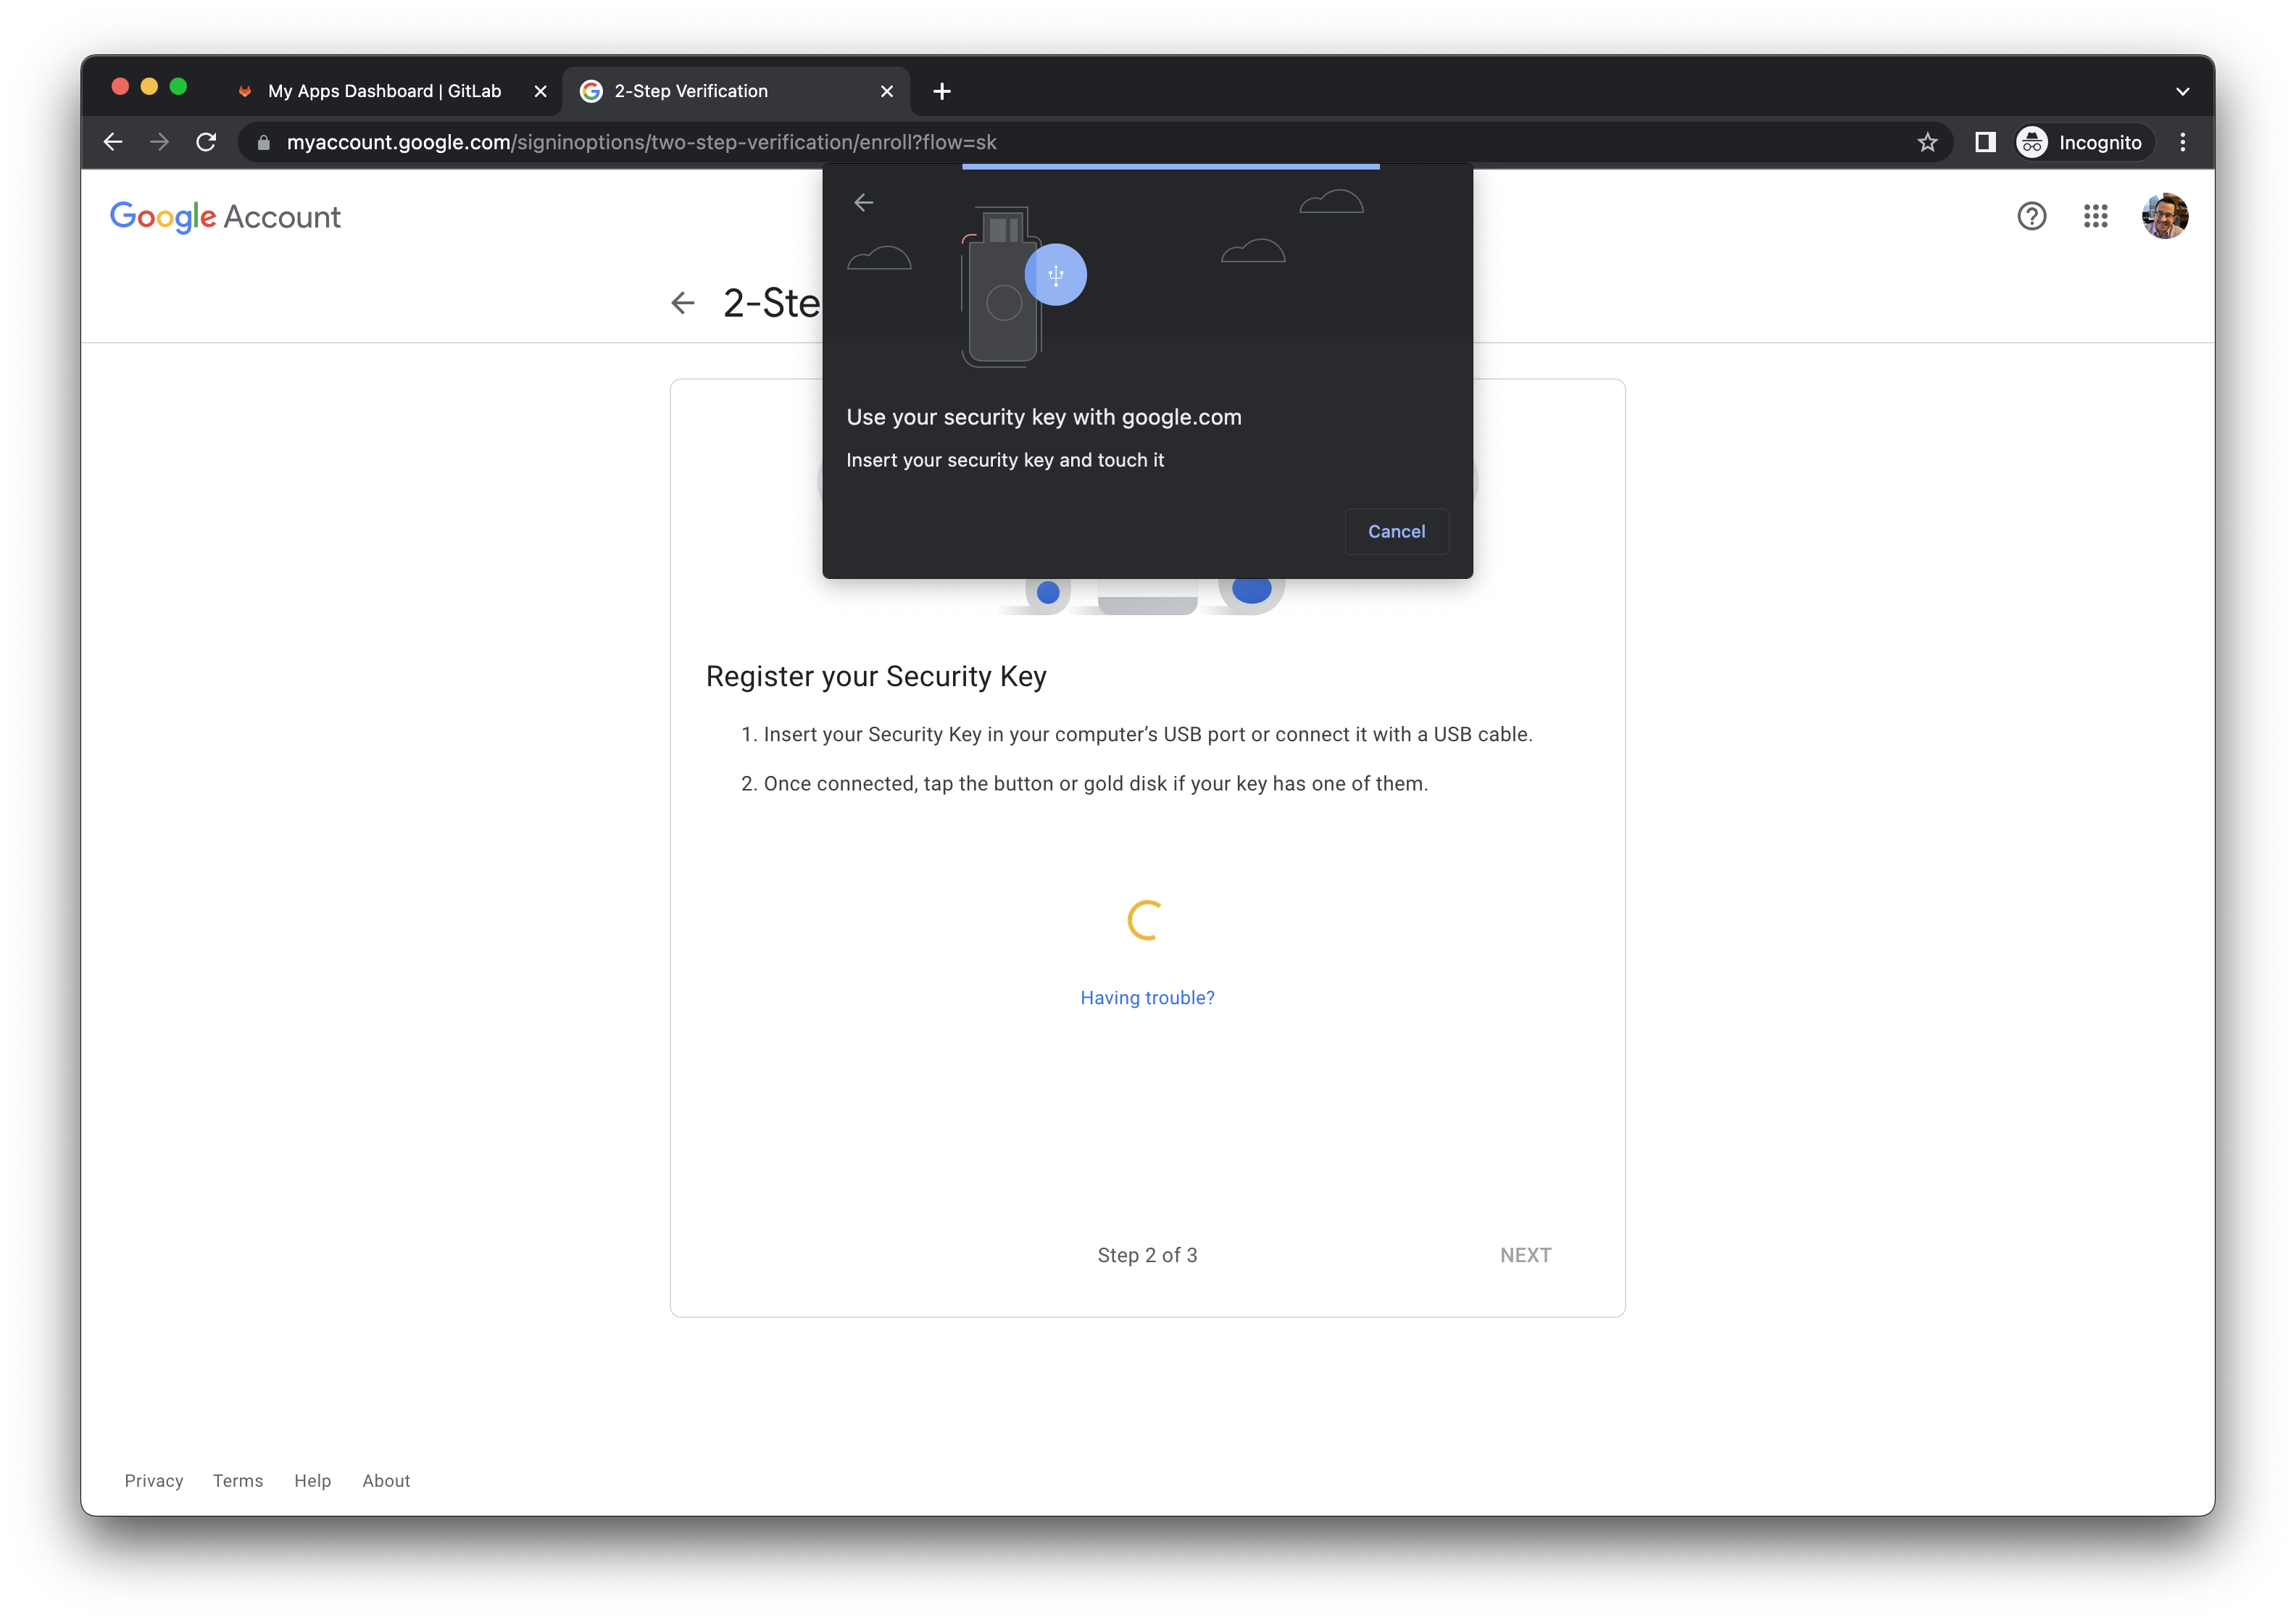 My Apps Dashboard | GitLab
2-Step Verification
myaccount.google.com/signinoptions/two-step-verification/enroll?flow=sk
Incognito
Google Account
2-Ste
Use your security key with google.com
Insert your security key and touch it
Cancel
Register your Security Key
1. Insert your Security Key in your computer’s USB port or connect it with a USB cable.
2. Once connected, tap the button or gold disk if your key has one of them.
Having trouble?
Step 2 of 3
NEXT
Privacy
Terms
Help
About